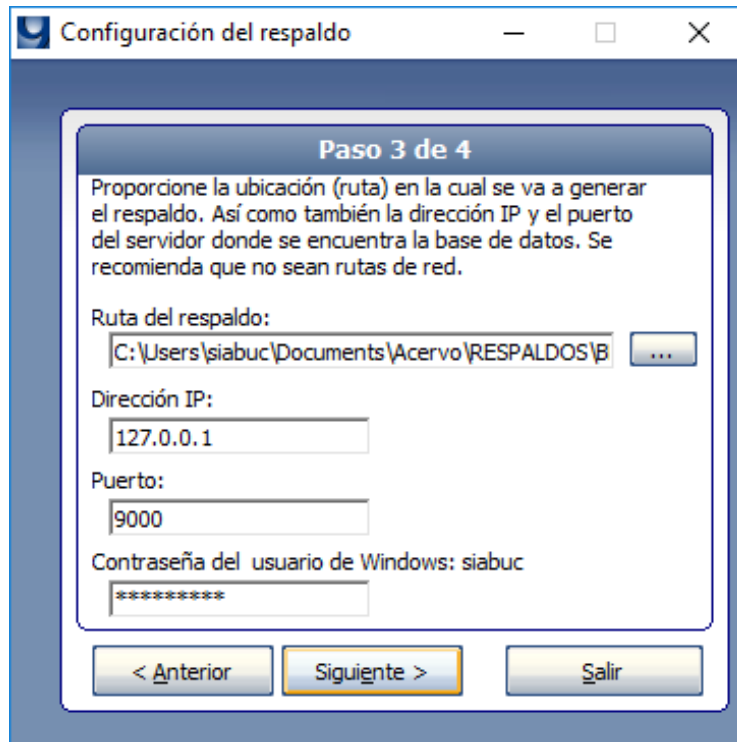 Configuración del respaldo
Paso 3 de 4
Proporcione la ubicación (ruta) en la cual se va a generar
el respaldo. Así como también la dirección IP y el puerto
del servidor donde se encuentra la base de datos. Se
recomienda que no sean rutas de red.
Ruta del respaldo:
C:\Users\siabuc\Documents\Acervo\RESPALDOS\B
...
Dirección IP:
127.0.0.1
Puerto:
9000
Contraseña del  usuario de Windows: siabuc
*********
< Anterior
Siguiente >
Salir